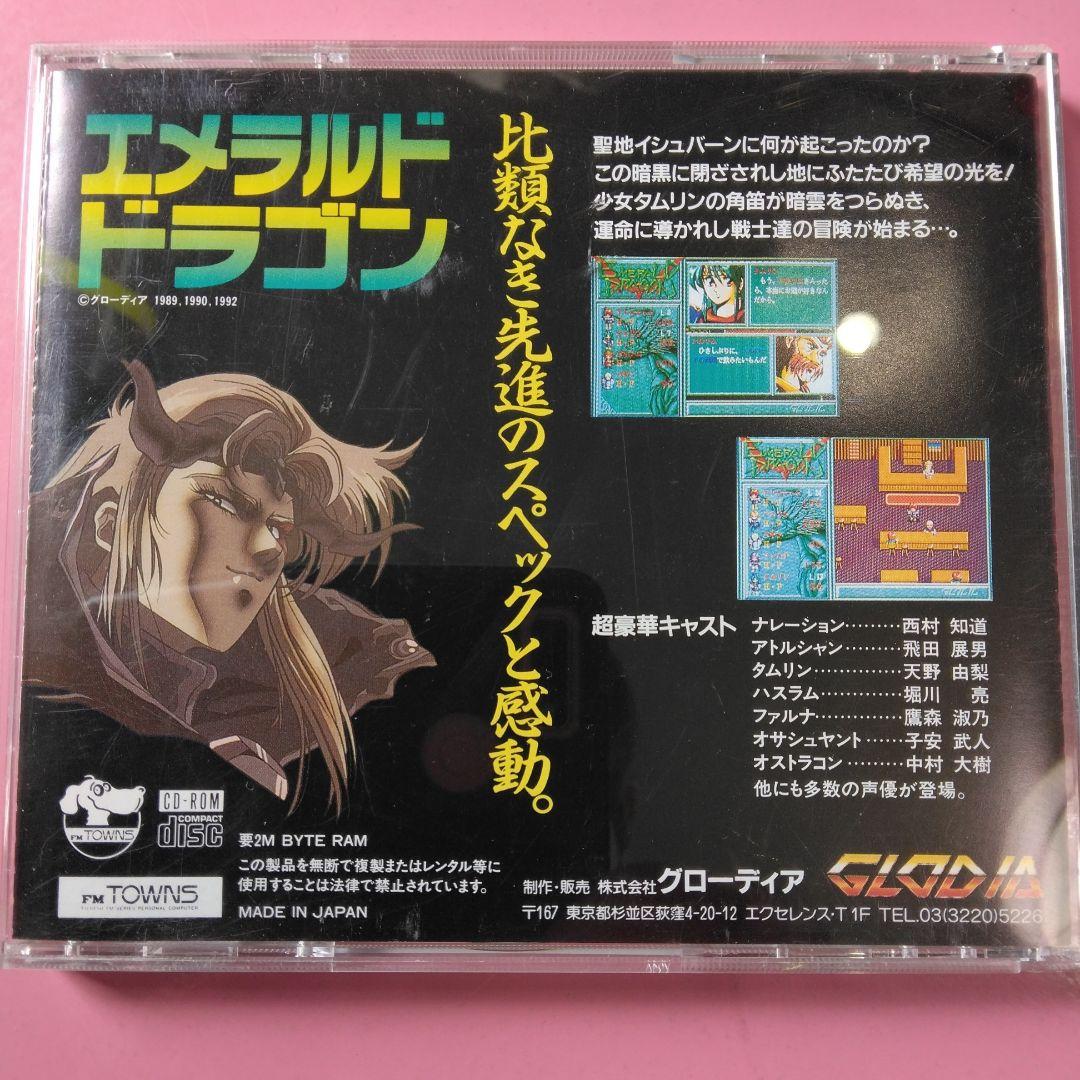 エメラルド
ドラゴン
©グローディア 1989,1990,1992
比類なき先進のスペックと感動。
聖地イシュバーンに何が起こったのか?
この暗黒に閉ざされし地にふたたび希望の光を!
少女タムリンの角笛が暗雲をつらぬき、
運命に導かれし戦士達の冒険が始まる…。
超豪華キャスト
ナレーション………西村 知道
アトルシャン………飛田 展男
タムリン……………天野 由梨
ハスラム……………堀川 亮
ファルナ……………鷹森 淑乃
オサシュヤント……子安 武人
オストラコン………中村 大樹
他にも多数の声優が登場。
FM TOWNS
CD-ROM
COMPACT
disc
要2M BYTE RAM
この製品を無断で複製またはレンタル等に
使用することは法律で禁止されています。
MADE IN JAPAN
FM TOWNS
FUJITSU FM SERIES PERSONAL COMPUTER
制作・販売 株式会社グローディア
GLODIA
〒167 東京都杉並区荻窪4-20-12 エクセレンス・T 1F TEL.03(3220)5226